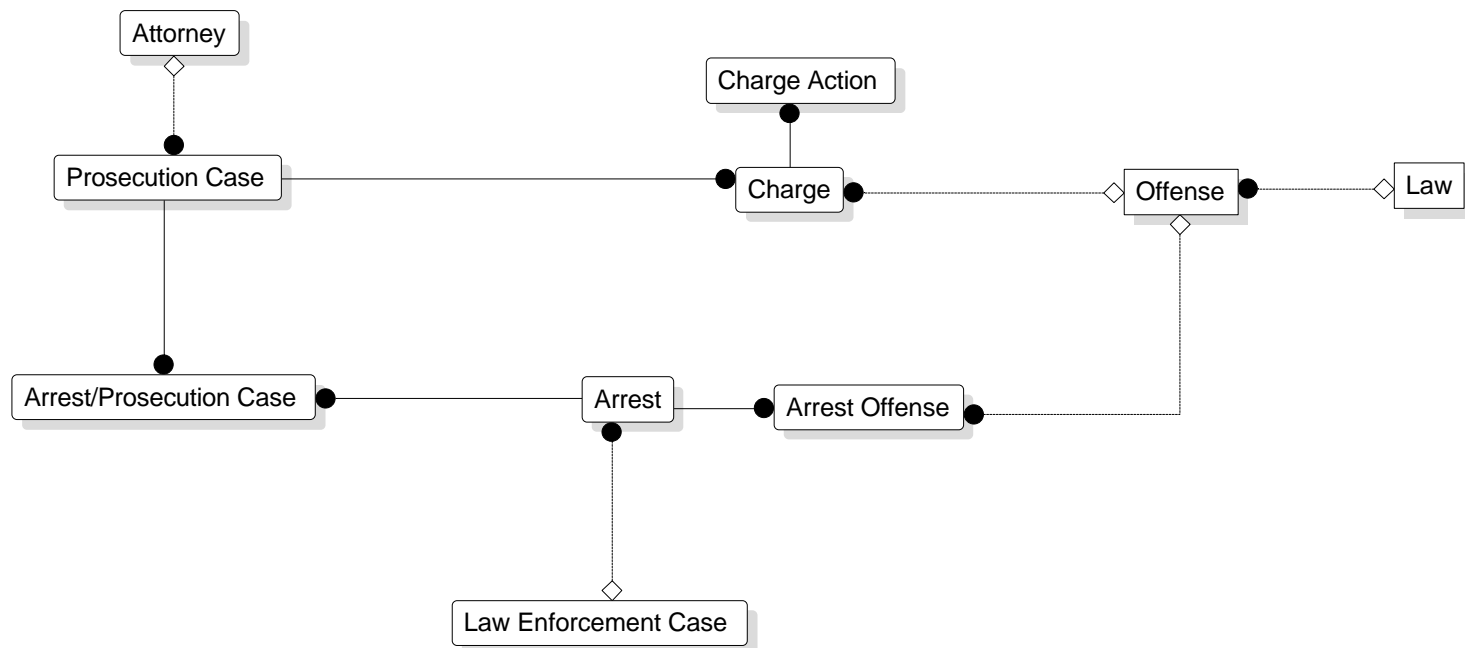 Attorney
Charge Action
Prosecution Case
Charge
Offense
Law
Arrest/Prosecution Case
Arrest
Arrest Offense
Law Enforcement Case